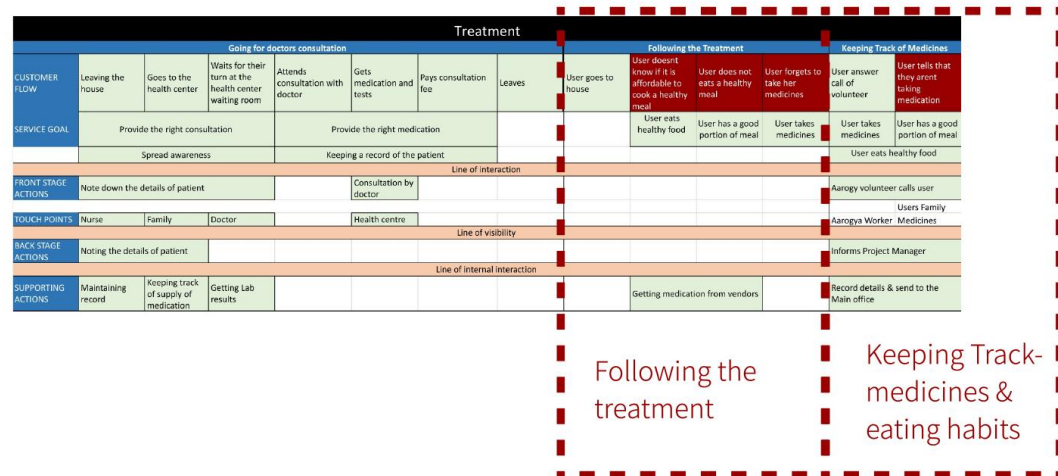 Treatment
Going for doctors consultation
Following the Treatment
Keeping Track of Medicines
CUSTOMER
FLOW
Leaving the
house
Goes to the
health center
Waits for their
turn at the
health center
waiting room
Attends
consultation with
doctor
Gets
medication and
tests
Pays consultation
fee
Leaves
User goes to
house
User doesnt
know if it is
affordable to
cook a healthy
meal
User does not
eats a healthy
meal
User forgets to
take her
medicines
User answer
call of
volunteer
User tells that
they arent
taking
medication
SERVICE GOAL
Provide the right consultation
Provide the right medication
User eats
healthy food
User has a good
portion of meal
User takes
medicines
User takes
medicines
User has a good
portion of meal
Spread awareness
Keeping a record of the patient
User eats healthy food
Line of interaction
FRONT STAGE
ACTIONS
Note down the details of patient
Consultation by
doctor
Aarogy volunteer calls user
TOUCH POINTS
Nurse
Family
Doctor
Health centre
Aarogya Worker
Users Family
Medicines
Line of visibility
BACK STAGE
ACTIONS
Noting the details of patient
Informs Project Manager
Line of internal interaction
SUPPORTING
ACTIONS
Maintaining
record
Keeping track
of supply of
medication
Getting Lab
results
Getting medication from vendors
Record details & send to the
Main office
Following the
treatment
Keeping Track-
medicines &
eating habits